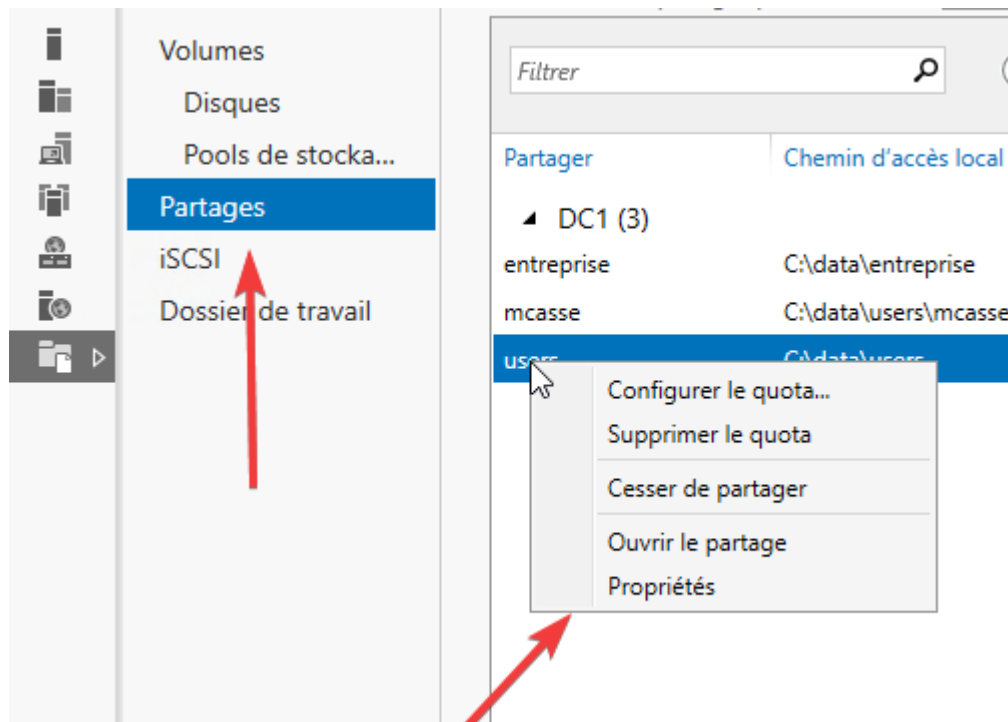 Volumes
Disques
Pools de stocka...
Partages
iSCSI
Dossier de travail
Filtrer
Partager Chemin d'accès local
DC1 (3)
entreprise C:\data\entreprise
mcasse C:\data\users\mcasse
users C:\data\users
Configurer le quota...
Supprimer le quota
Cesser de partager
Ouvrir le partage
Propriétés